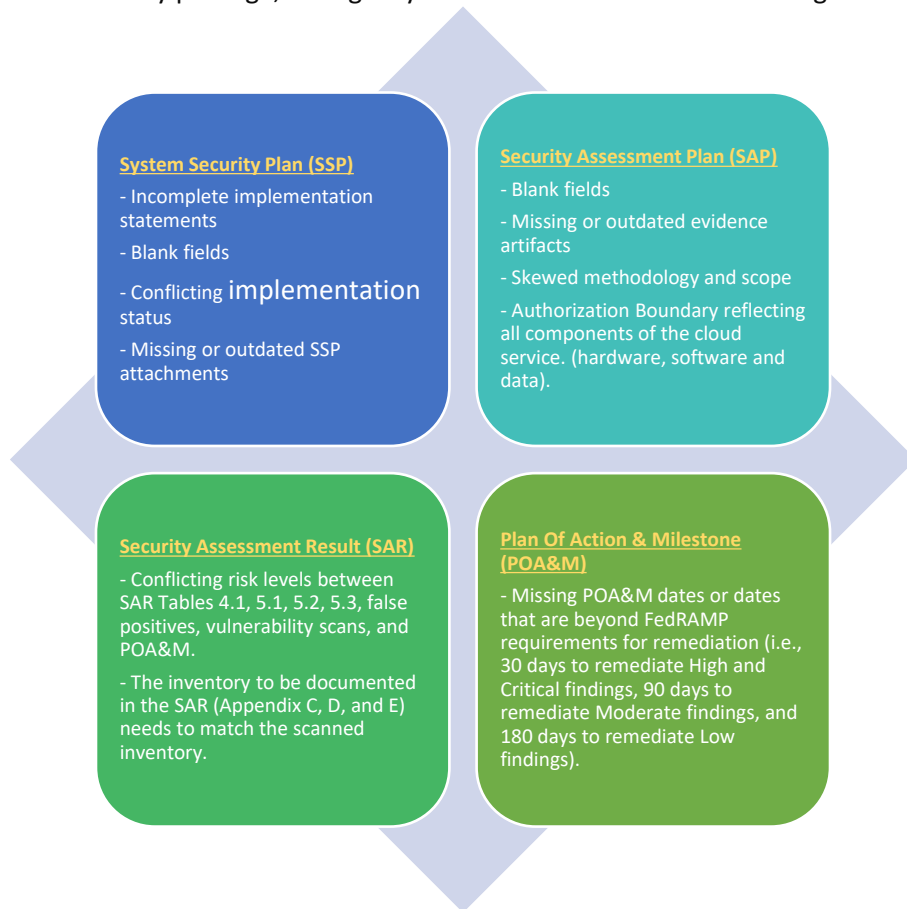 System Security Plan (SSP)
- Incomplete implementation
statements
- Blank fields
- Conflicting implementation
status
- Missing or outdated SSP
attachments
Security Assessment Plan (SAP)
- Blank fields
- Missing or outdated evidence
artifacts
- Skewed methodology and scope
- Authorization Boundary reflecting
all components of the cloud
service. (hardware, software and
data).
Security Assessment Result (SAR)
- Conflicting risk levels between
SAR Tables 4.1, 5.1, 5.2, 5.3, false
positives, vulnerability scans, and
POA&M.
- The inventory to be documented
in the SAR (Appendix C, D, and E)
needs to match the scanned
inventory.
Plan Of Action & Milestone
(POA&M)
- Missing POA&M dates or dates
that are beyond FedRAMP
requirements for remediation (i.e.,
30 days to remediate High and
Critical findings, 90 days to
remediate Moderate findings, and
180 days to remediate Low
findings).